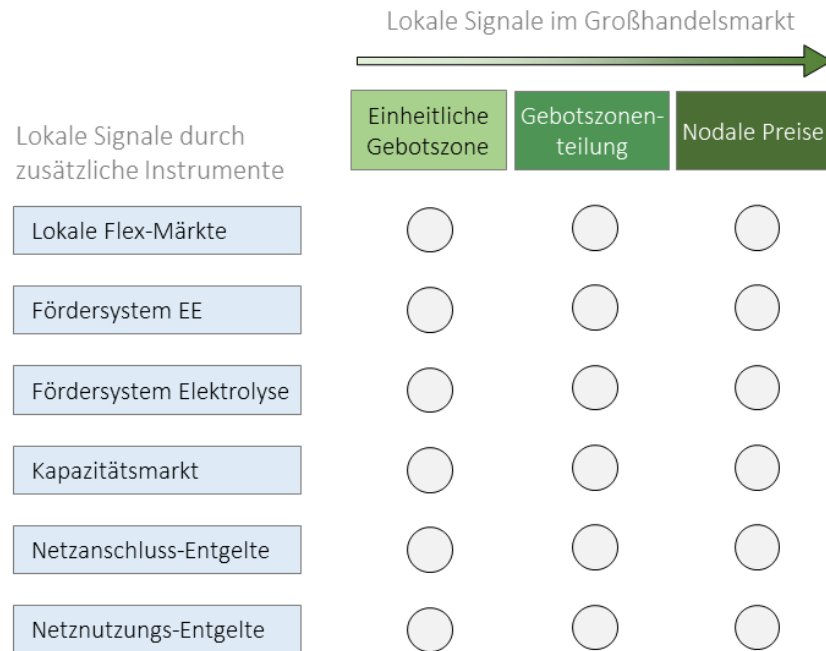 Lokale Signale im Großhandelsmarkt
Einheitliche
Gebotszone
Gebotszonen-
teilung
Nodale Preise
Lokale Signale durch
zusätzliche Instrumente
Lokale Flex-Märkte
Fördersystem EE
Fördersystem Elektrolyse
Kapazitätsmarkt
Netzanschluss-Entgelte
Netznutzungs-Entgelte